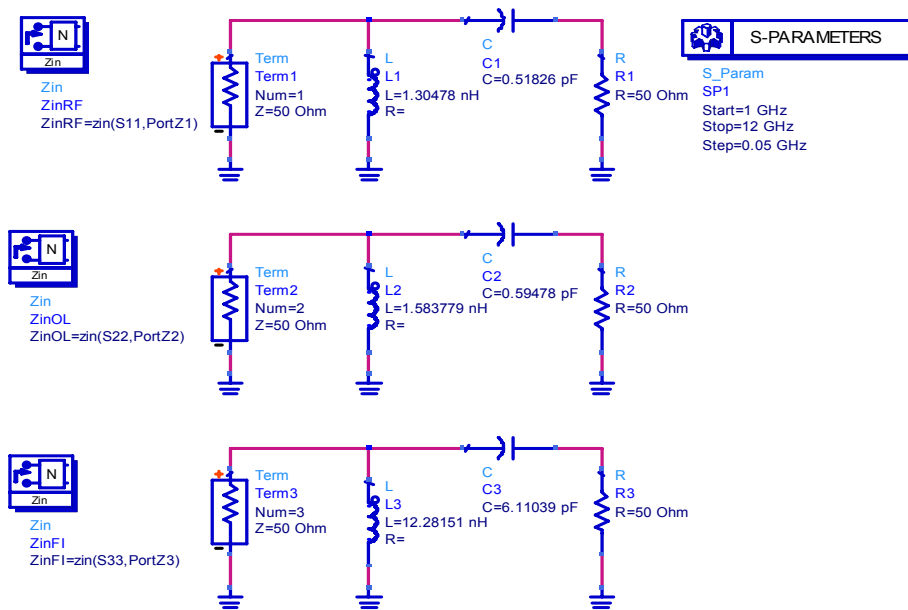 N
Zin
Zin
ZinRF
ZinRF=zin(S11,PortZ1)
+
Term
Term1
Num=1
Z=50 Ohm
-
L
L1
L=1.30478 nH
R=
C
C1
C=0.51826 pF
R
R1
R=50 Ohm
S-PARAMETERS
S_Param
SP1
Start=1 GHz
Stop=12 GHz
Step=0.05 GHz
N
Zin
Zin
ZinOL
ZinOL=zin(S22,PortZ2)
+
Term
Term2
Num=2
Z=50 Ohm
-
L
L2
L=1.583779 nH
R=
C
C2
C=0.59478 pF
R
R2
R=50 Ohm
N
Zin
Zin
ZinFI
ZinFI=zin(S33,PortZ3)
+
Term
Term3
Num=3
Z=50 Ohm
-
L
L3
L=12.28151 nH
R=
C
C3
C=6.11039 pF
R
R3
R=50 Ohm